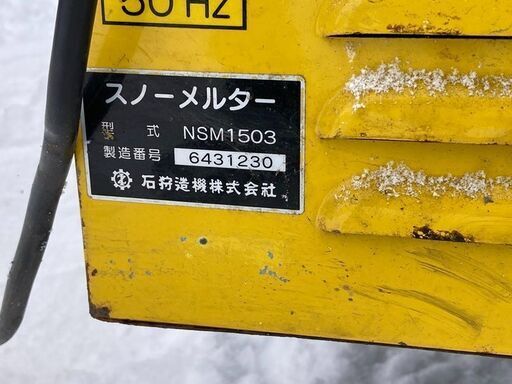 50 Hz
スノーメルター
型式 NSM1503
製造番号 6431230
石狩造機株式会社